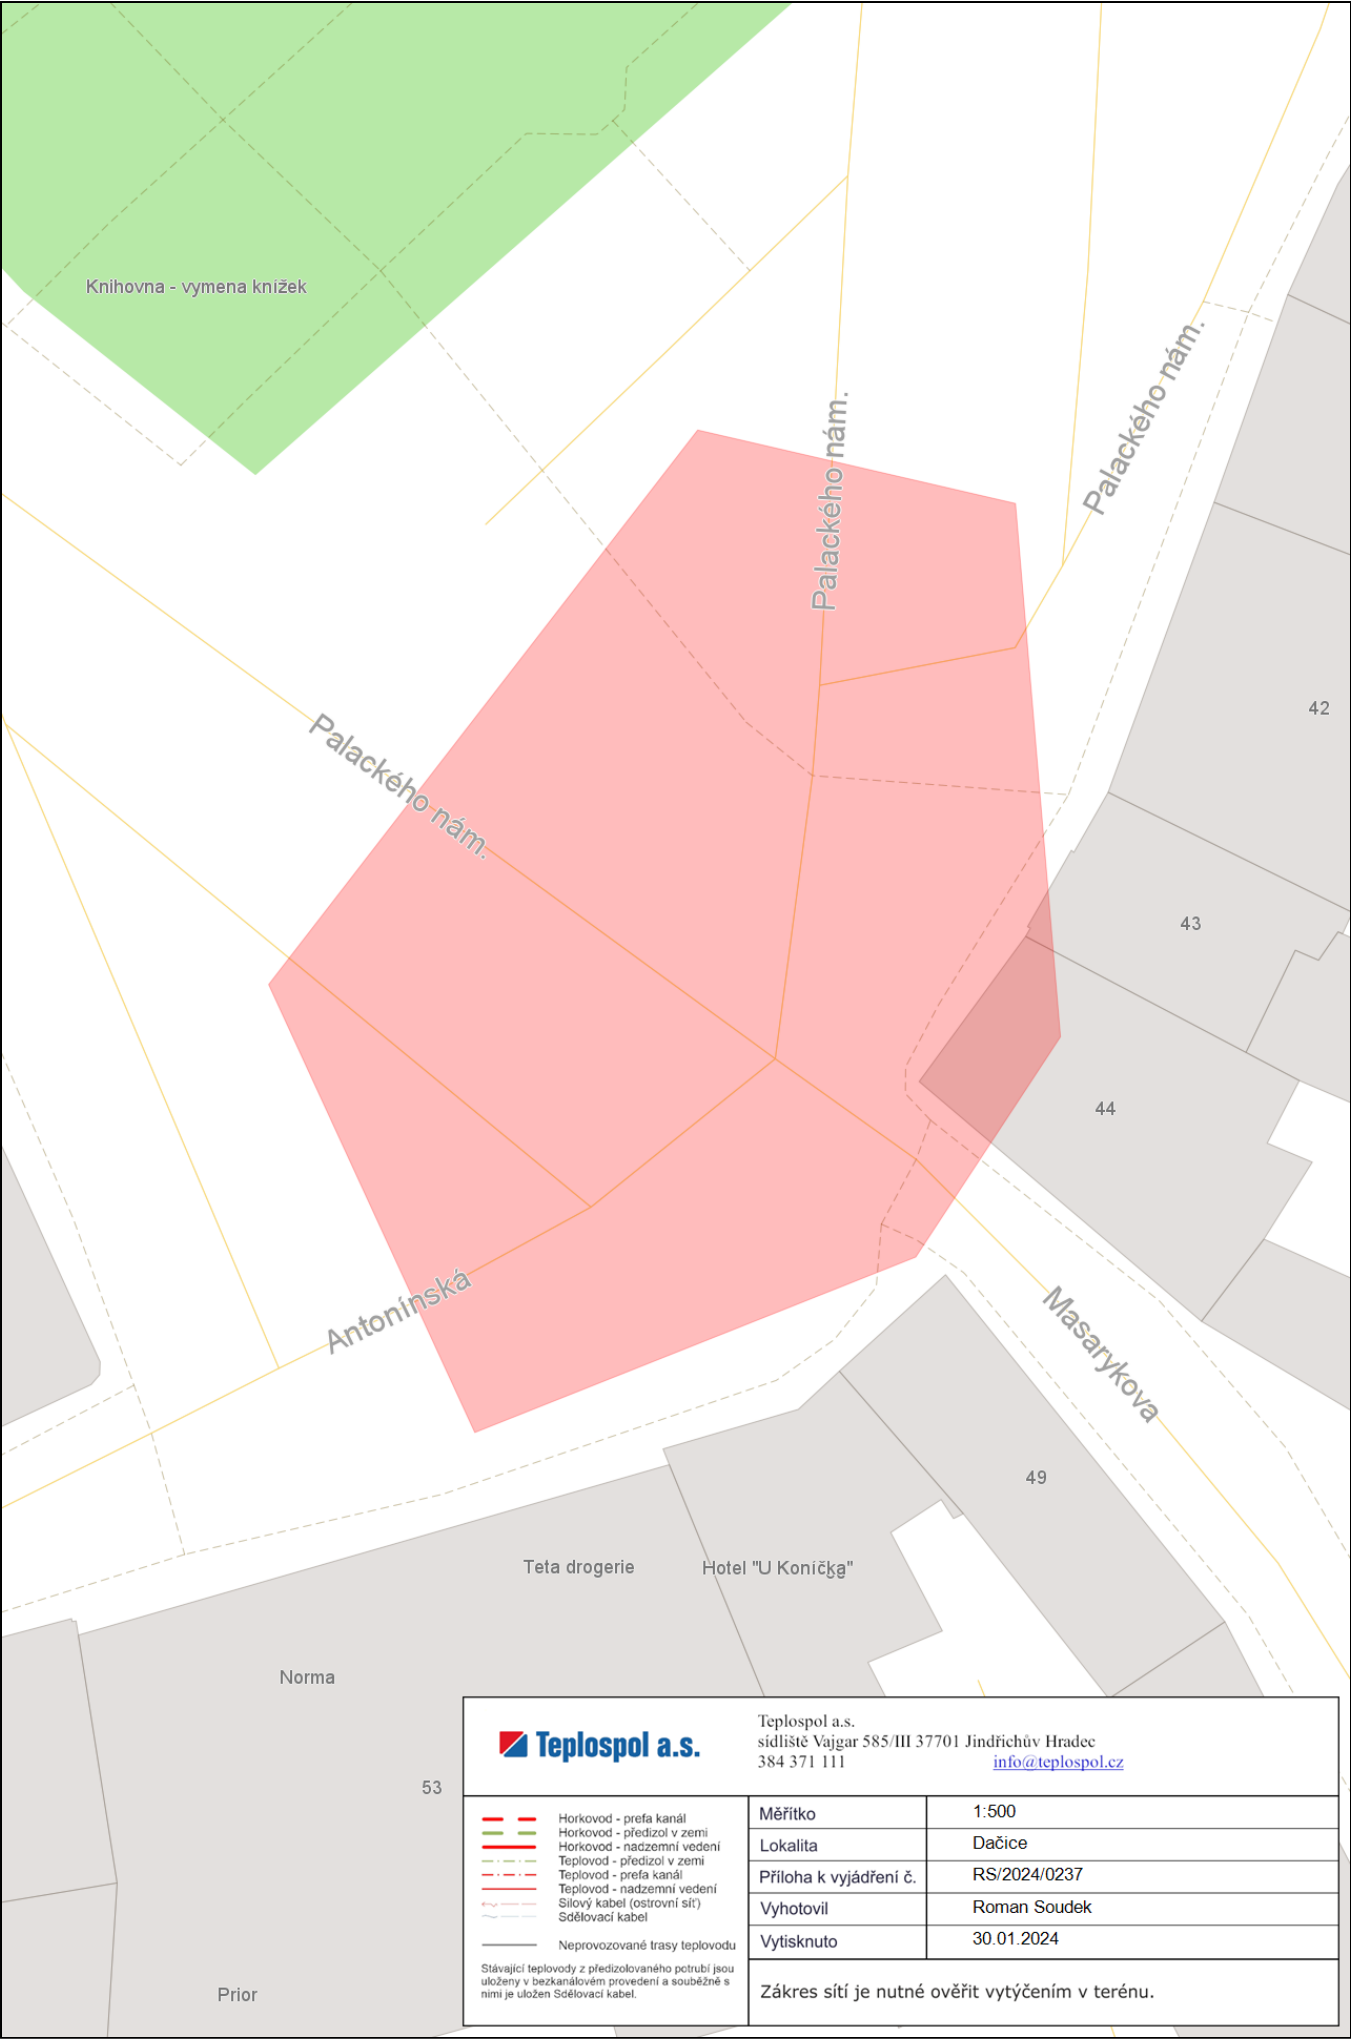 Knihovna - vymena knížek
Palackého nám.
Palackého nám.
Palackého nám.
42
43
44
Antonínská
Masarykova
49
Teta drogerie
Hotel "U Koníčka"
Norma
53
Prior
Teplospol a.s.
Teplospol a.s.
sídliště Vajgar 585/III 37701 Jindřichův Hradec
384 371 111 info@teplospol.cz
Horkovod - prefa kanál
Horkovod - předizol v zemi
Horkovod - nadzemní vedení
Teplovod - předizol v zemi
Teplovod - prefa kanál
Teplovod - nadzemní vedení
Silový kabel (ostrovní síť)
Sdělovací kabel
Neprovozované trasy teplovodu
Stávající teplovody z předizolovaného potrubí jsou
uloženy v bezkanálovém provedení a souběžně s
nimi je uložen Sdělovací kabel.
Měřítko 1:500
Lokalita Dačice
Příloha k vyjádření č. RS/2024/0237
Vyhotovil Roman Soudek
Vytisknuto 30.01.2024
Zákres sítí je nutné ověřit vytýčením v terénu.